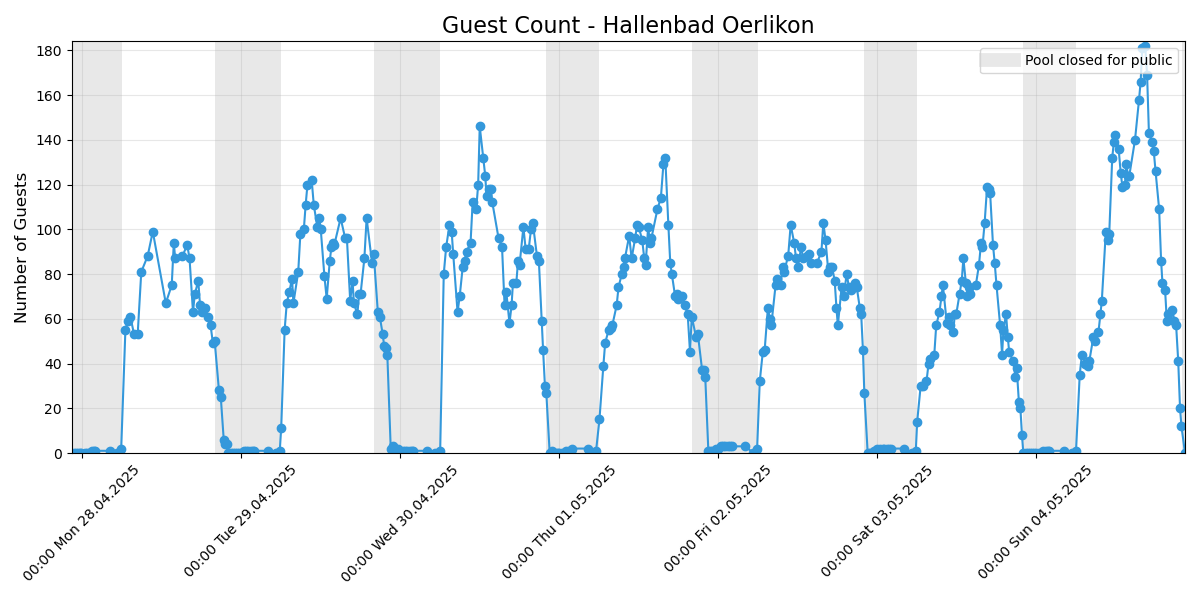 Guest Count - Hallenbad Oerlikon
Pool closed for public
Number of Guests
180
160
140
120
100
80
60
40
20
0
00:00 Mon 28.04.2025
00:00 Tue 29.04.2025
00:00 Wed 30.04.2025
00:00 Thu 01.05.2025
00:00 Fri 02.05.2025
00:00 Sat 03.05.2025
00:00 Sun 04.05.2025